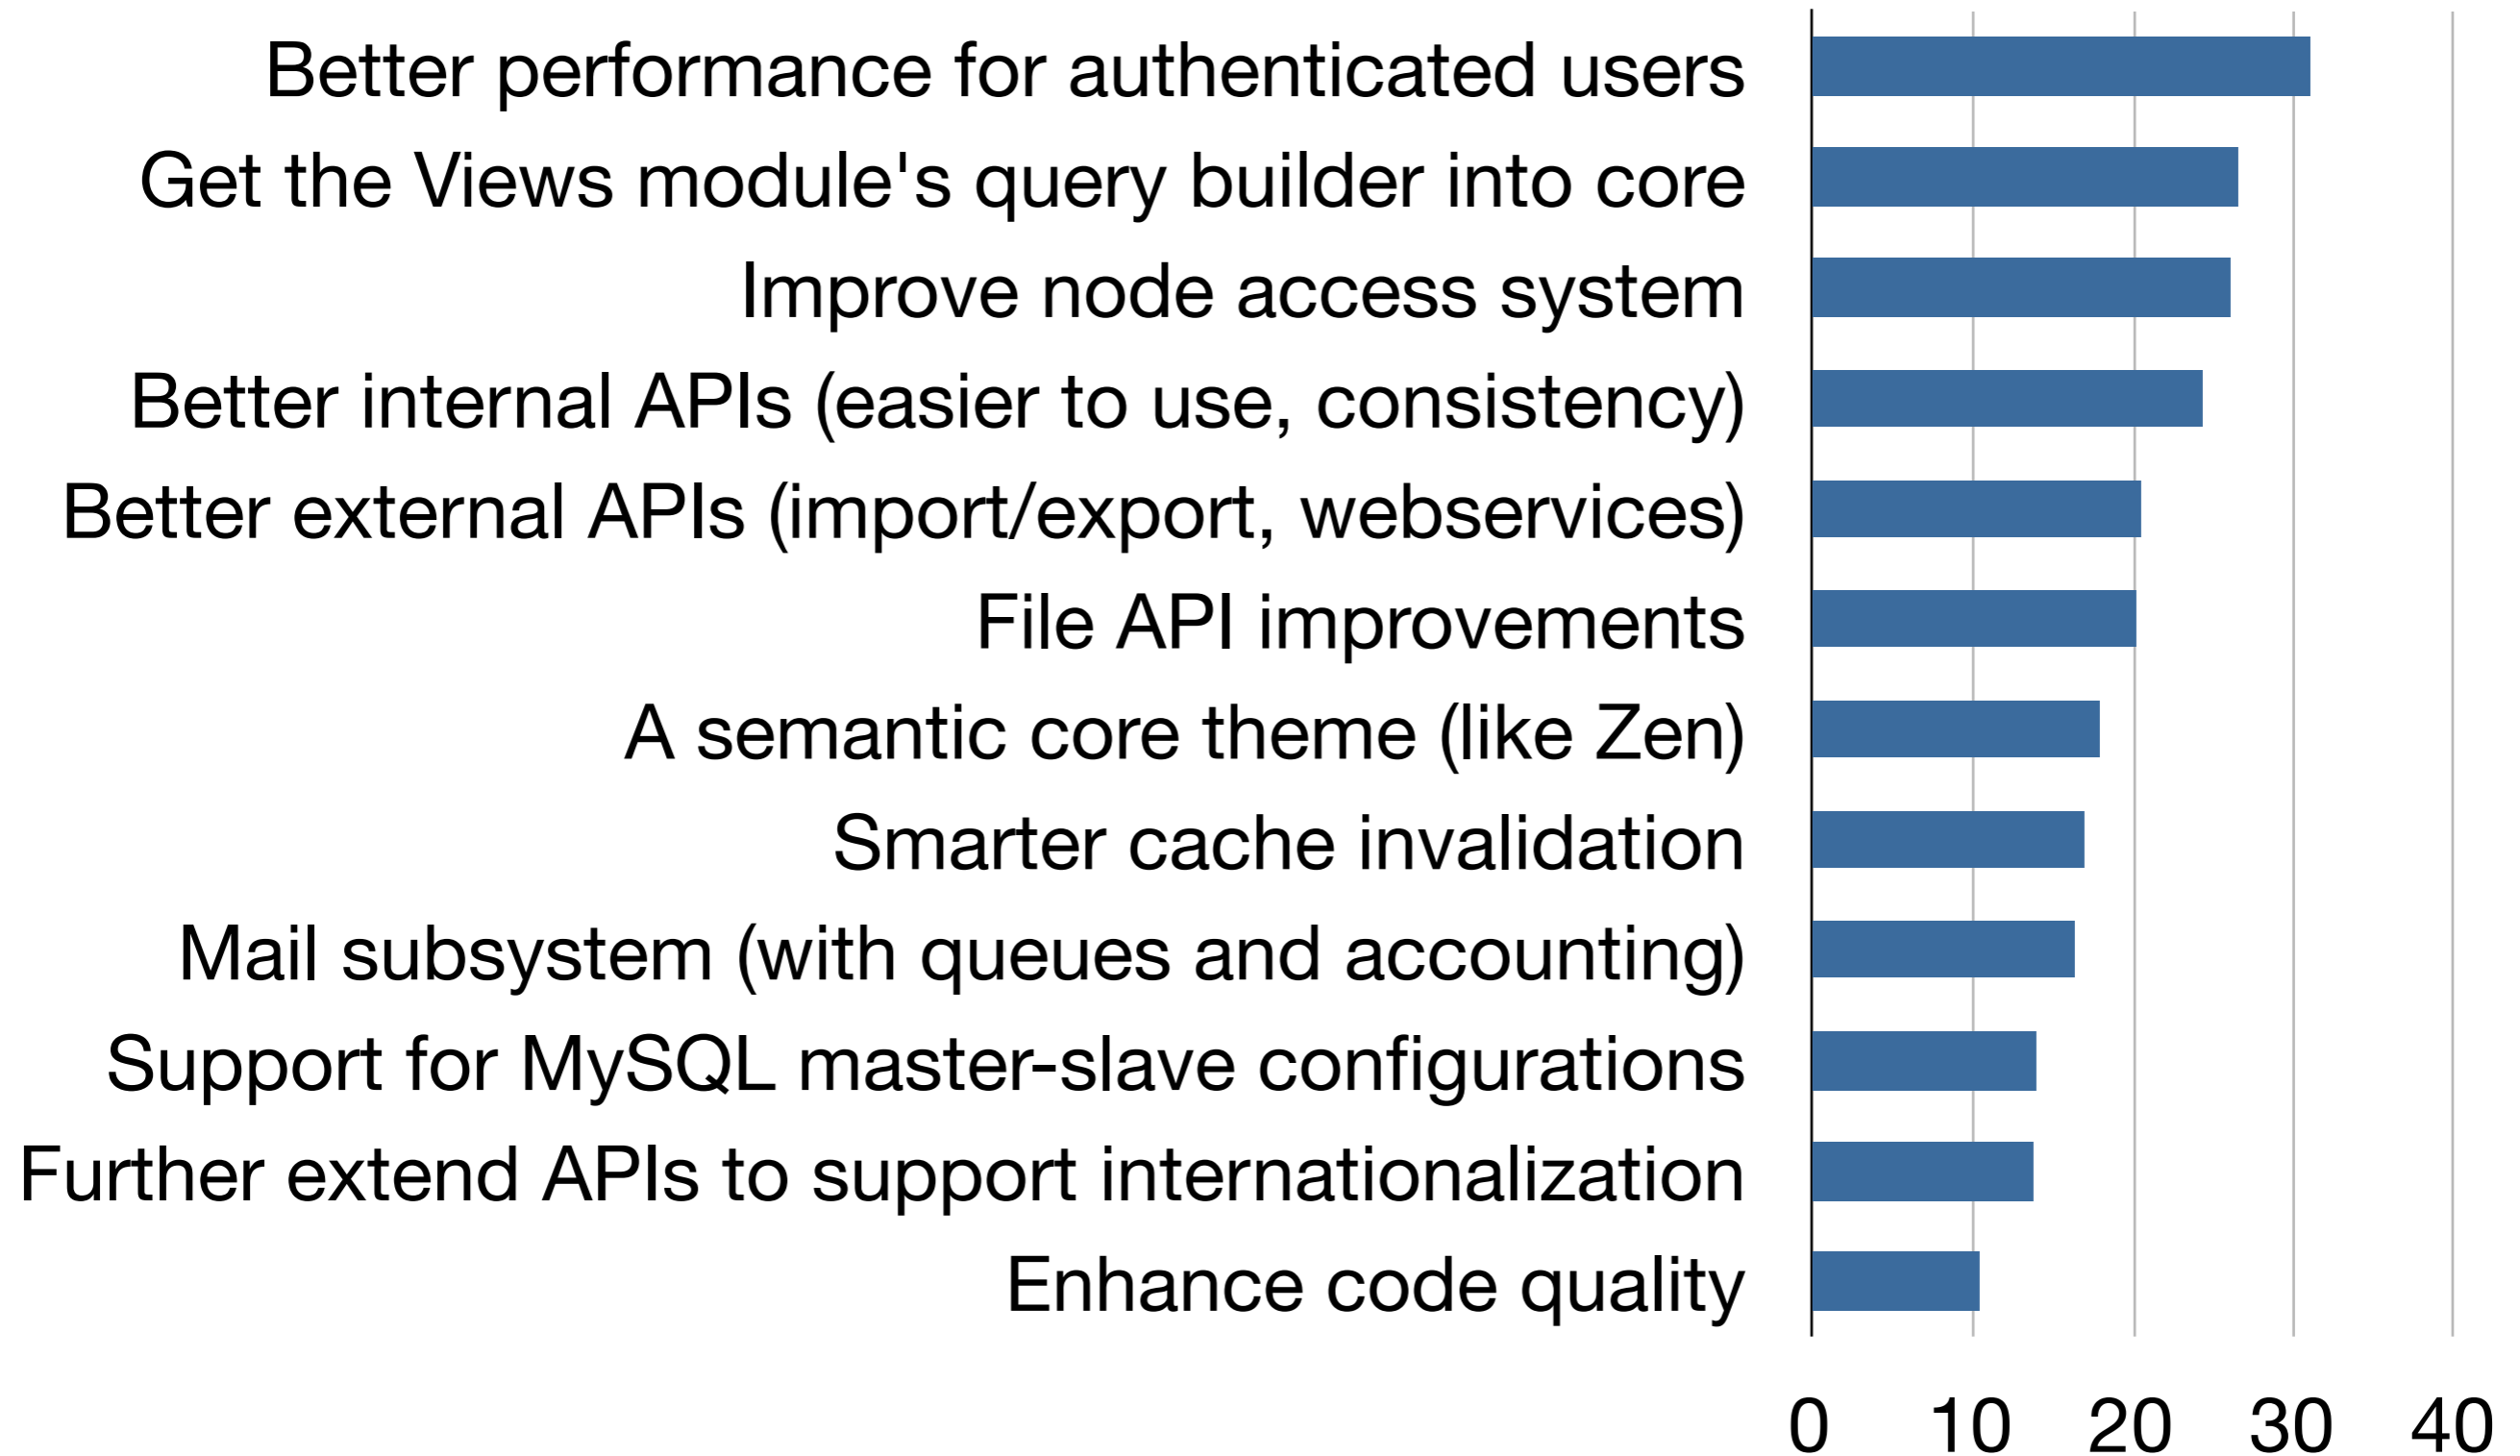 Better performance for authenticated users
Get the Views module's query builder into core
Improve node access system
Better internal APIs (easier to use, consistency)
Better external APIs (import/export, webservices)
File API improvements
A semantic core theme (like Zen)
Smarter cache invalidation
Mail subsystem (with queues and accounting)
Support for MySQL master-slave configurations
Further extend APIs to support internationalization
Enhance code quality
0 10 20 30 40